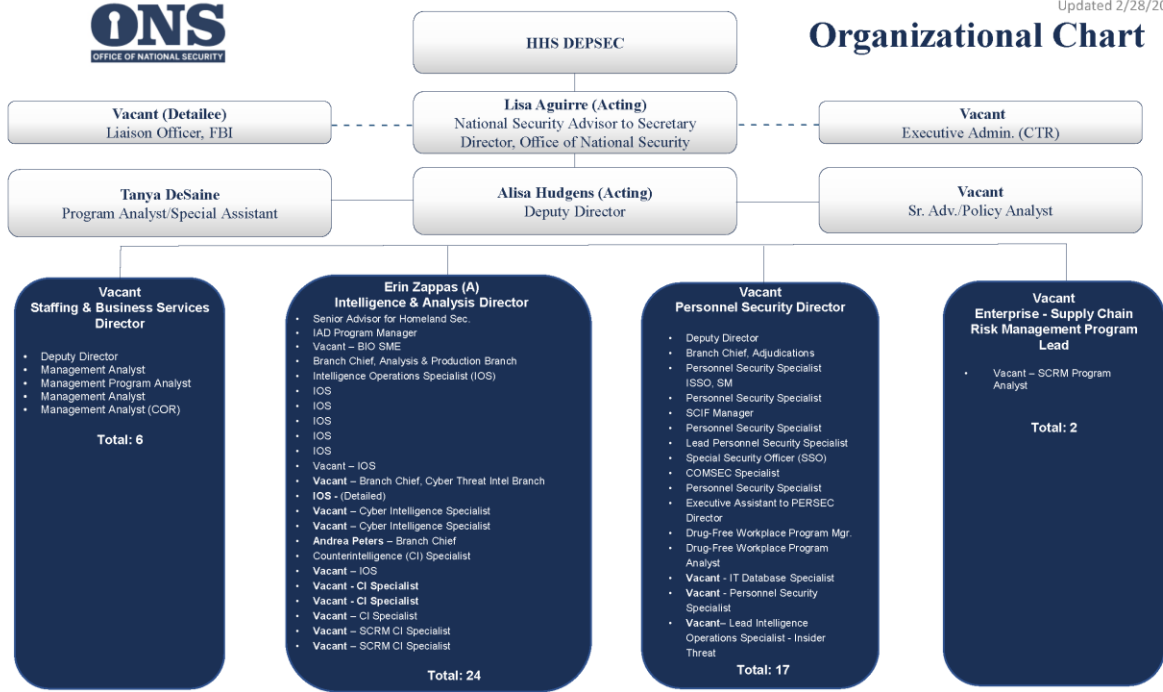 ONS
OFFICE OF NATIONAL SECURITY
Updated 2/28/20
Organizational Chart
HHS DEPSEC
Vacant (Detailee)
Liaison Officer, FBI
Lisa Aguirre (Acting)
National Security Advisor to Secretary
Director, Office of National Security
Vacant
Executive Admin. (CTR)
Tanya DeSaine
Program Analyst/Special Assistant
Alisa Hudgens (Acting)
Deputy Director
Vacant
Sr. Adv./Policy Analyst
Vacant
Staffing & Business Services
Director
• Deputy Director
• Management Analyst
• Management Program Analyst
• Management Analyst
• Management Analyst (COR)
Total: 6
Erin Zappas (A)
Intelligence & Analysis Director
• Senior Advisor for Homeland Sec.
• IAD Program Manager
• Vacant – BIO SME
• Branch Chief, Analysis & Production Branch
• Intelligence Operations Specialist (IOS)
• IOS
• IOS
• IOS
• IOS
• IOS
• Vacant – IOS
• Vacant – Branch Chief, Cyber Threat Intel Branch
• IOS - (Detailed)
• Vacant – Cyber Intelligence Specialist
• Vacant – Cyber Intelligence Specialist
• Andrea Peters – Branch Chief
• Counterintelligence (CI) Specialist
• Vacant – IOS
• Vacant - CI Specialist
• Vacant - CI Specialist
• Vacant – CI Specialist
• Vacant – SCRM CI Specialist
• Vacant – SCRM CI Specialist
Total: 24
Vacant
Personnel Security Director
• Deputy Director
• Branch Chief, Adjudications
• Personnel Security Specialist
ISSO, SM
• Personnel Security Specialist
• SCIF Manager
• Personnel Security Specialist
• Lead Personnel Security Specialist
• Special Security Officer (SSO)
• COMSEC Specialist
• Personnel Security Specialist
• Executive Assistant to PERSEC
Director
• Drug-Free Workplace Program Mgr.
• Drug-Free Workplace Program
Analyst
• Vacant - IT Database Specialist
• Vacant - Personnel Security
Specialist
• Vacant– Lead Intelligence
Operations Specialist - Insider
Threat
Total: 17
Vacant
Enterprise - Supply Chain
Risk Management Program
Lead
• Vacant – SCRM Program
Analyst
Total: 2